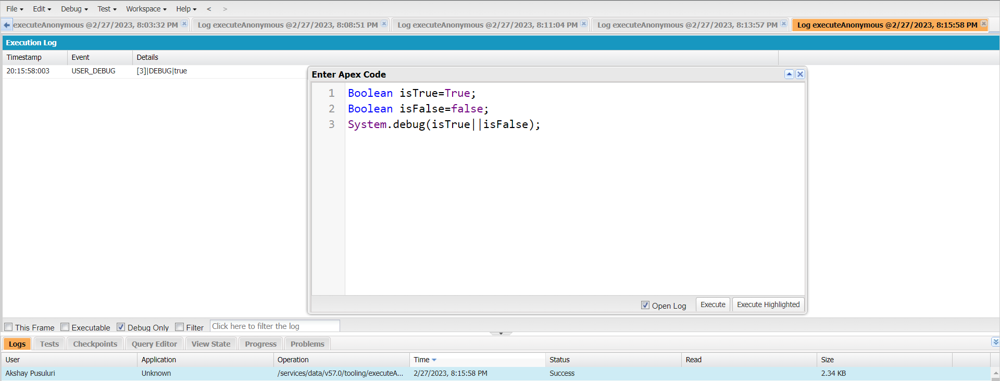 File Edit Debug Test Workspace Help < >
executeAnonymous @2/27/2023, 8:03:32 PM Log executeAnonymous @2/27/2023, 8:08:51 PM Log executeAnonymous @2/27/2023, 8:11:04 PM Log executeAnonymous @2/27/2023, 8:13:57 PM Log executeAnonymous @2/27/2023, 8:15:58 PM
Execution Log
Timestamp Event Details
20:15:58:003 USER_DEBUG [3]|DEBUG|true
Enter Apex Code
1 Boolean isTrue=True;
2 Boolean isFalse=false;
3 System.debug(isTrue||isFalse);
Open Log Execute Execute Highlighted
This Frame Executable Debug Only Filter Click here to filter the log
Logs Tests Checkpoints Query Editor View State Progress Problems
User Application Operation Time Status Read Size
Akshay Pusuluri Unknown /services/data/v57.0/tooling/executeA... 2/27/2023, 8:15:58 PM Success 2.34 KB